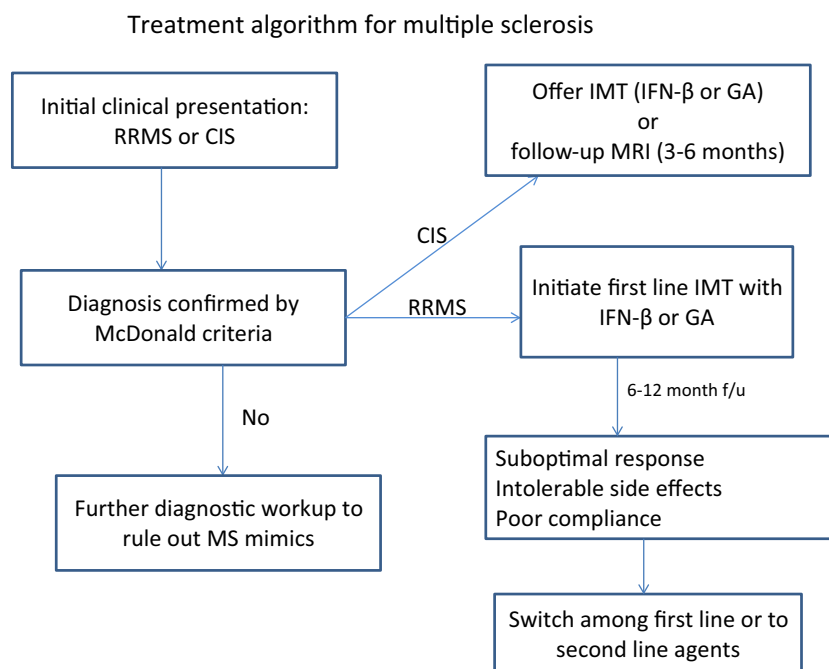 Treatment algorithm for multiple sclerosis
Initial clinical presentation:
RRMS or CIS
Offer IMT (IFN-β or GA)
or
follow-up MRI (3-6 months)
CIS
Diagnosis confirmed by
McDonald criteria
RRMS
Initiate first line IMT with
IFN-β or GA
No
6-12 month f/u
Further diagnostic workup to
rule out MS mimics
Suboptimal response
Intolerable side effects
Poor compliance
Switch among first line or to
second line agents